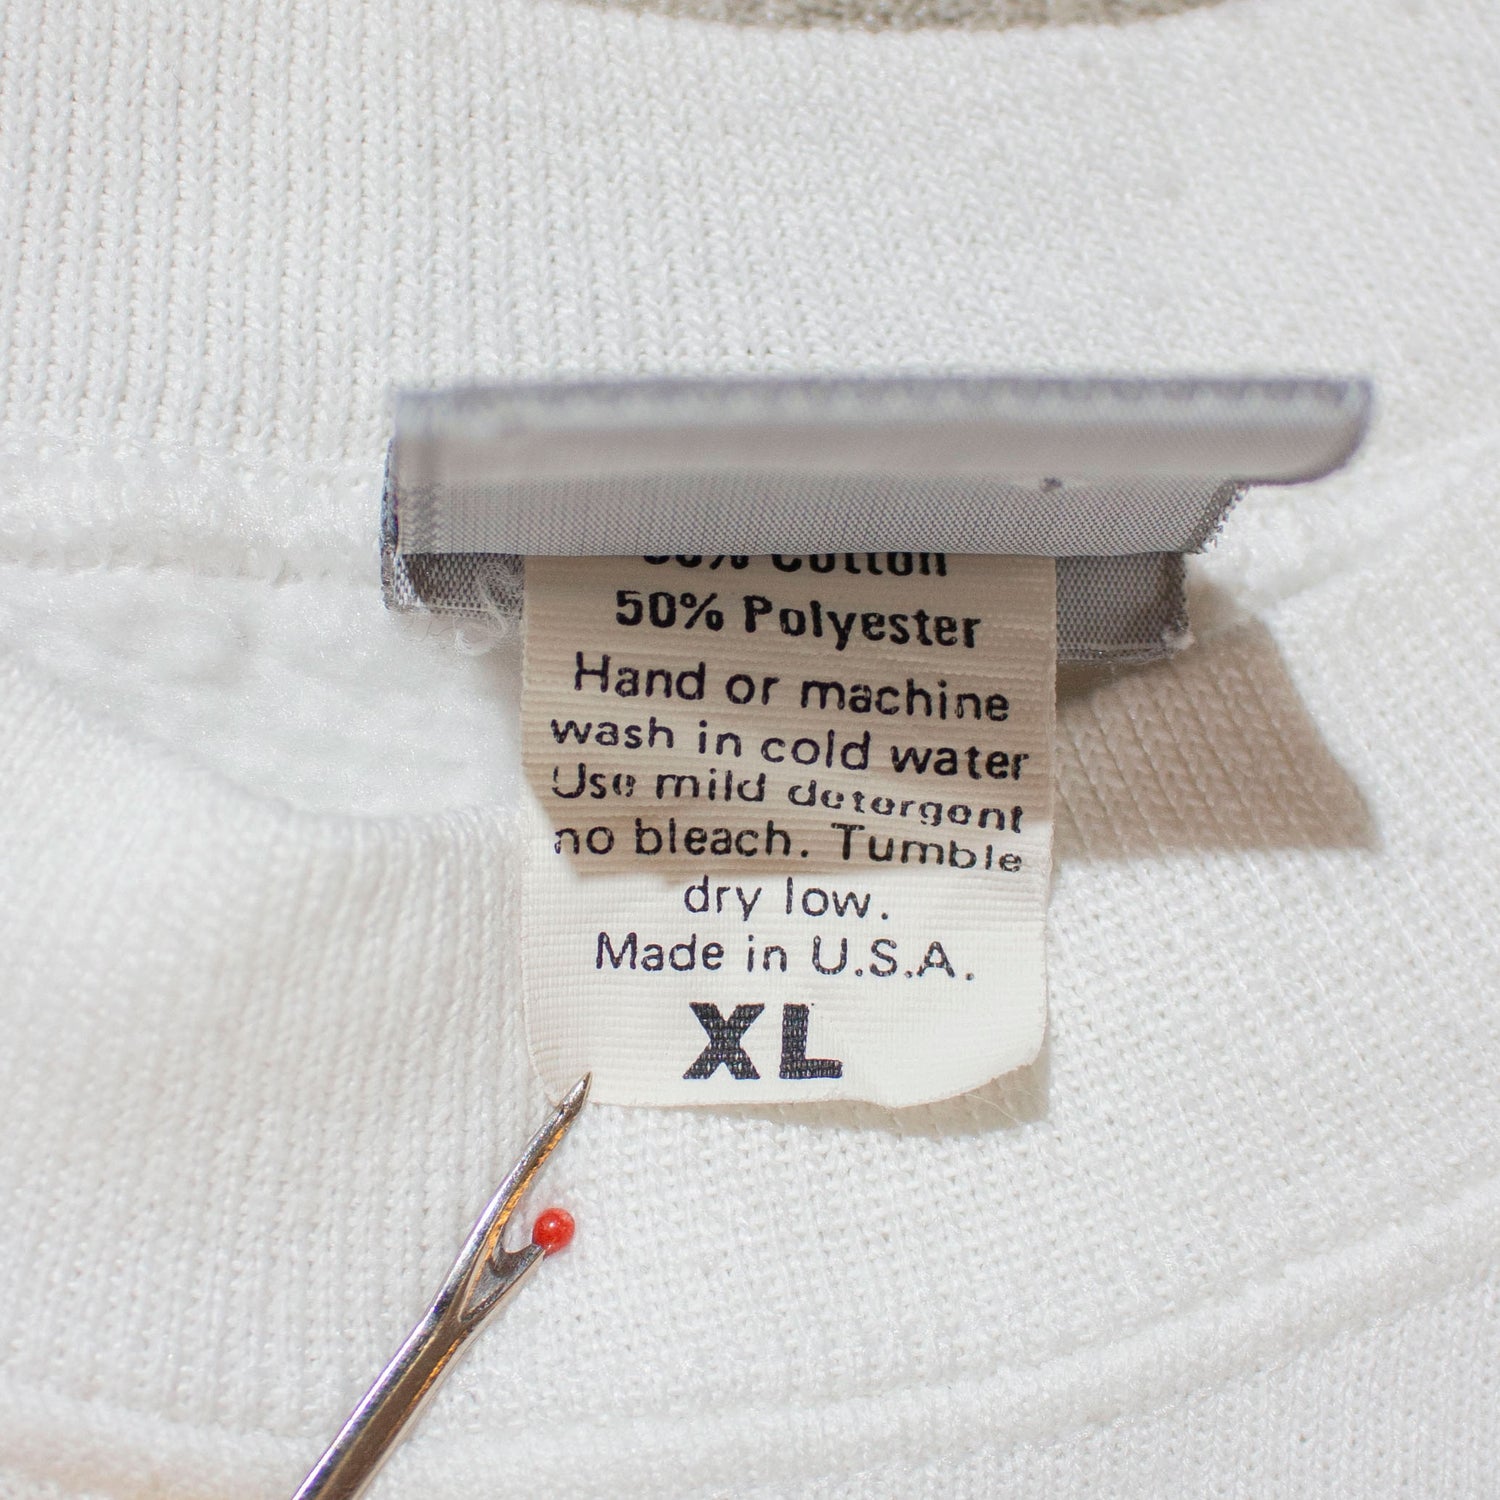 % Cotton
50% Polyester
Hand or machine
wash in cold water
Use mild detergent
no bleach. Tumble
dry low.
Made in U.S.A.
XL